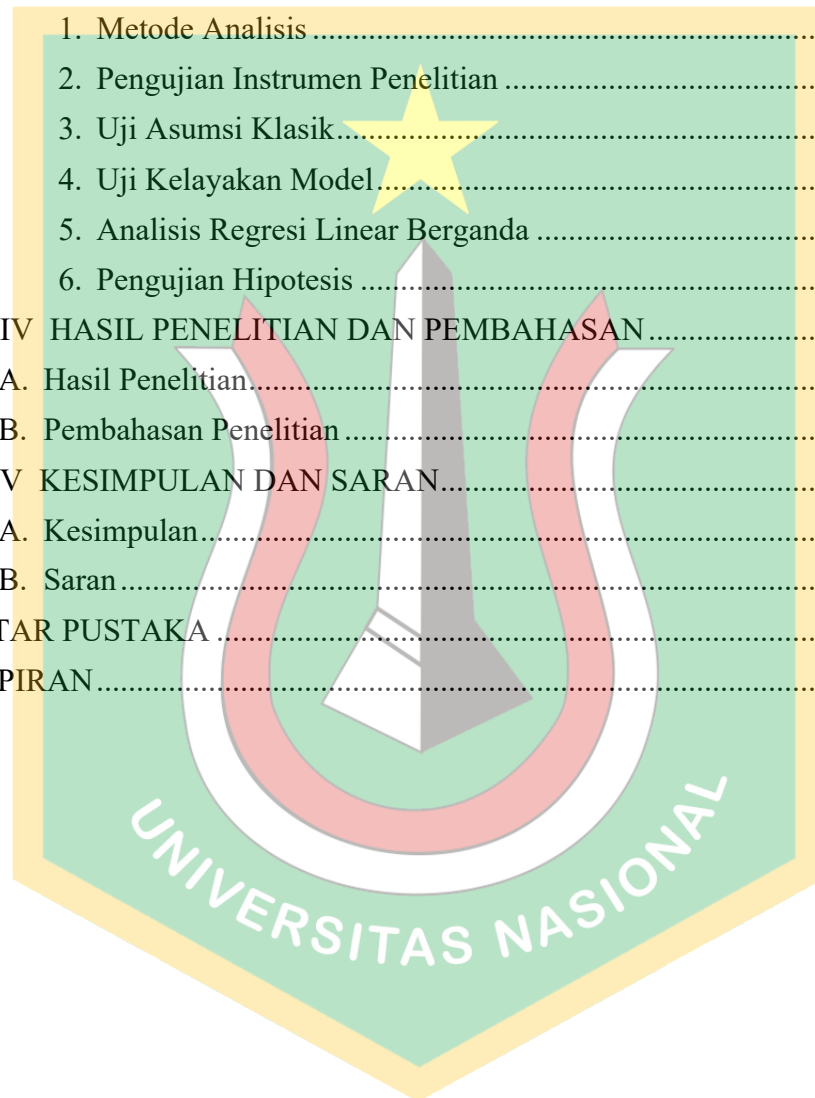 1. Metode Analisis
2. Pengujian Instrumen Penelitian
3. Uji Asumsi Klasik
4. Uji Kelayakan Model
5. Analisis Regresi Linear Berganda
6. Pengujian Hipotesis
IV HASIL PENELITIAN DAN PEMBAHASAN
A. Hasil Penelitian
B. Pembahasan Penelitian
V KESIMPULAN DAN SARAN
A. Kesimpulan
B. Saran
TAR PUSTAKA
PIRAN
UNIVERSITAS NASIONAL